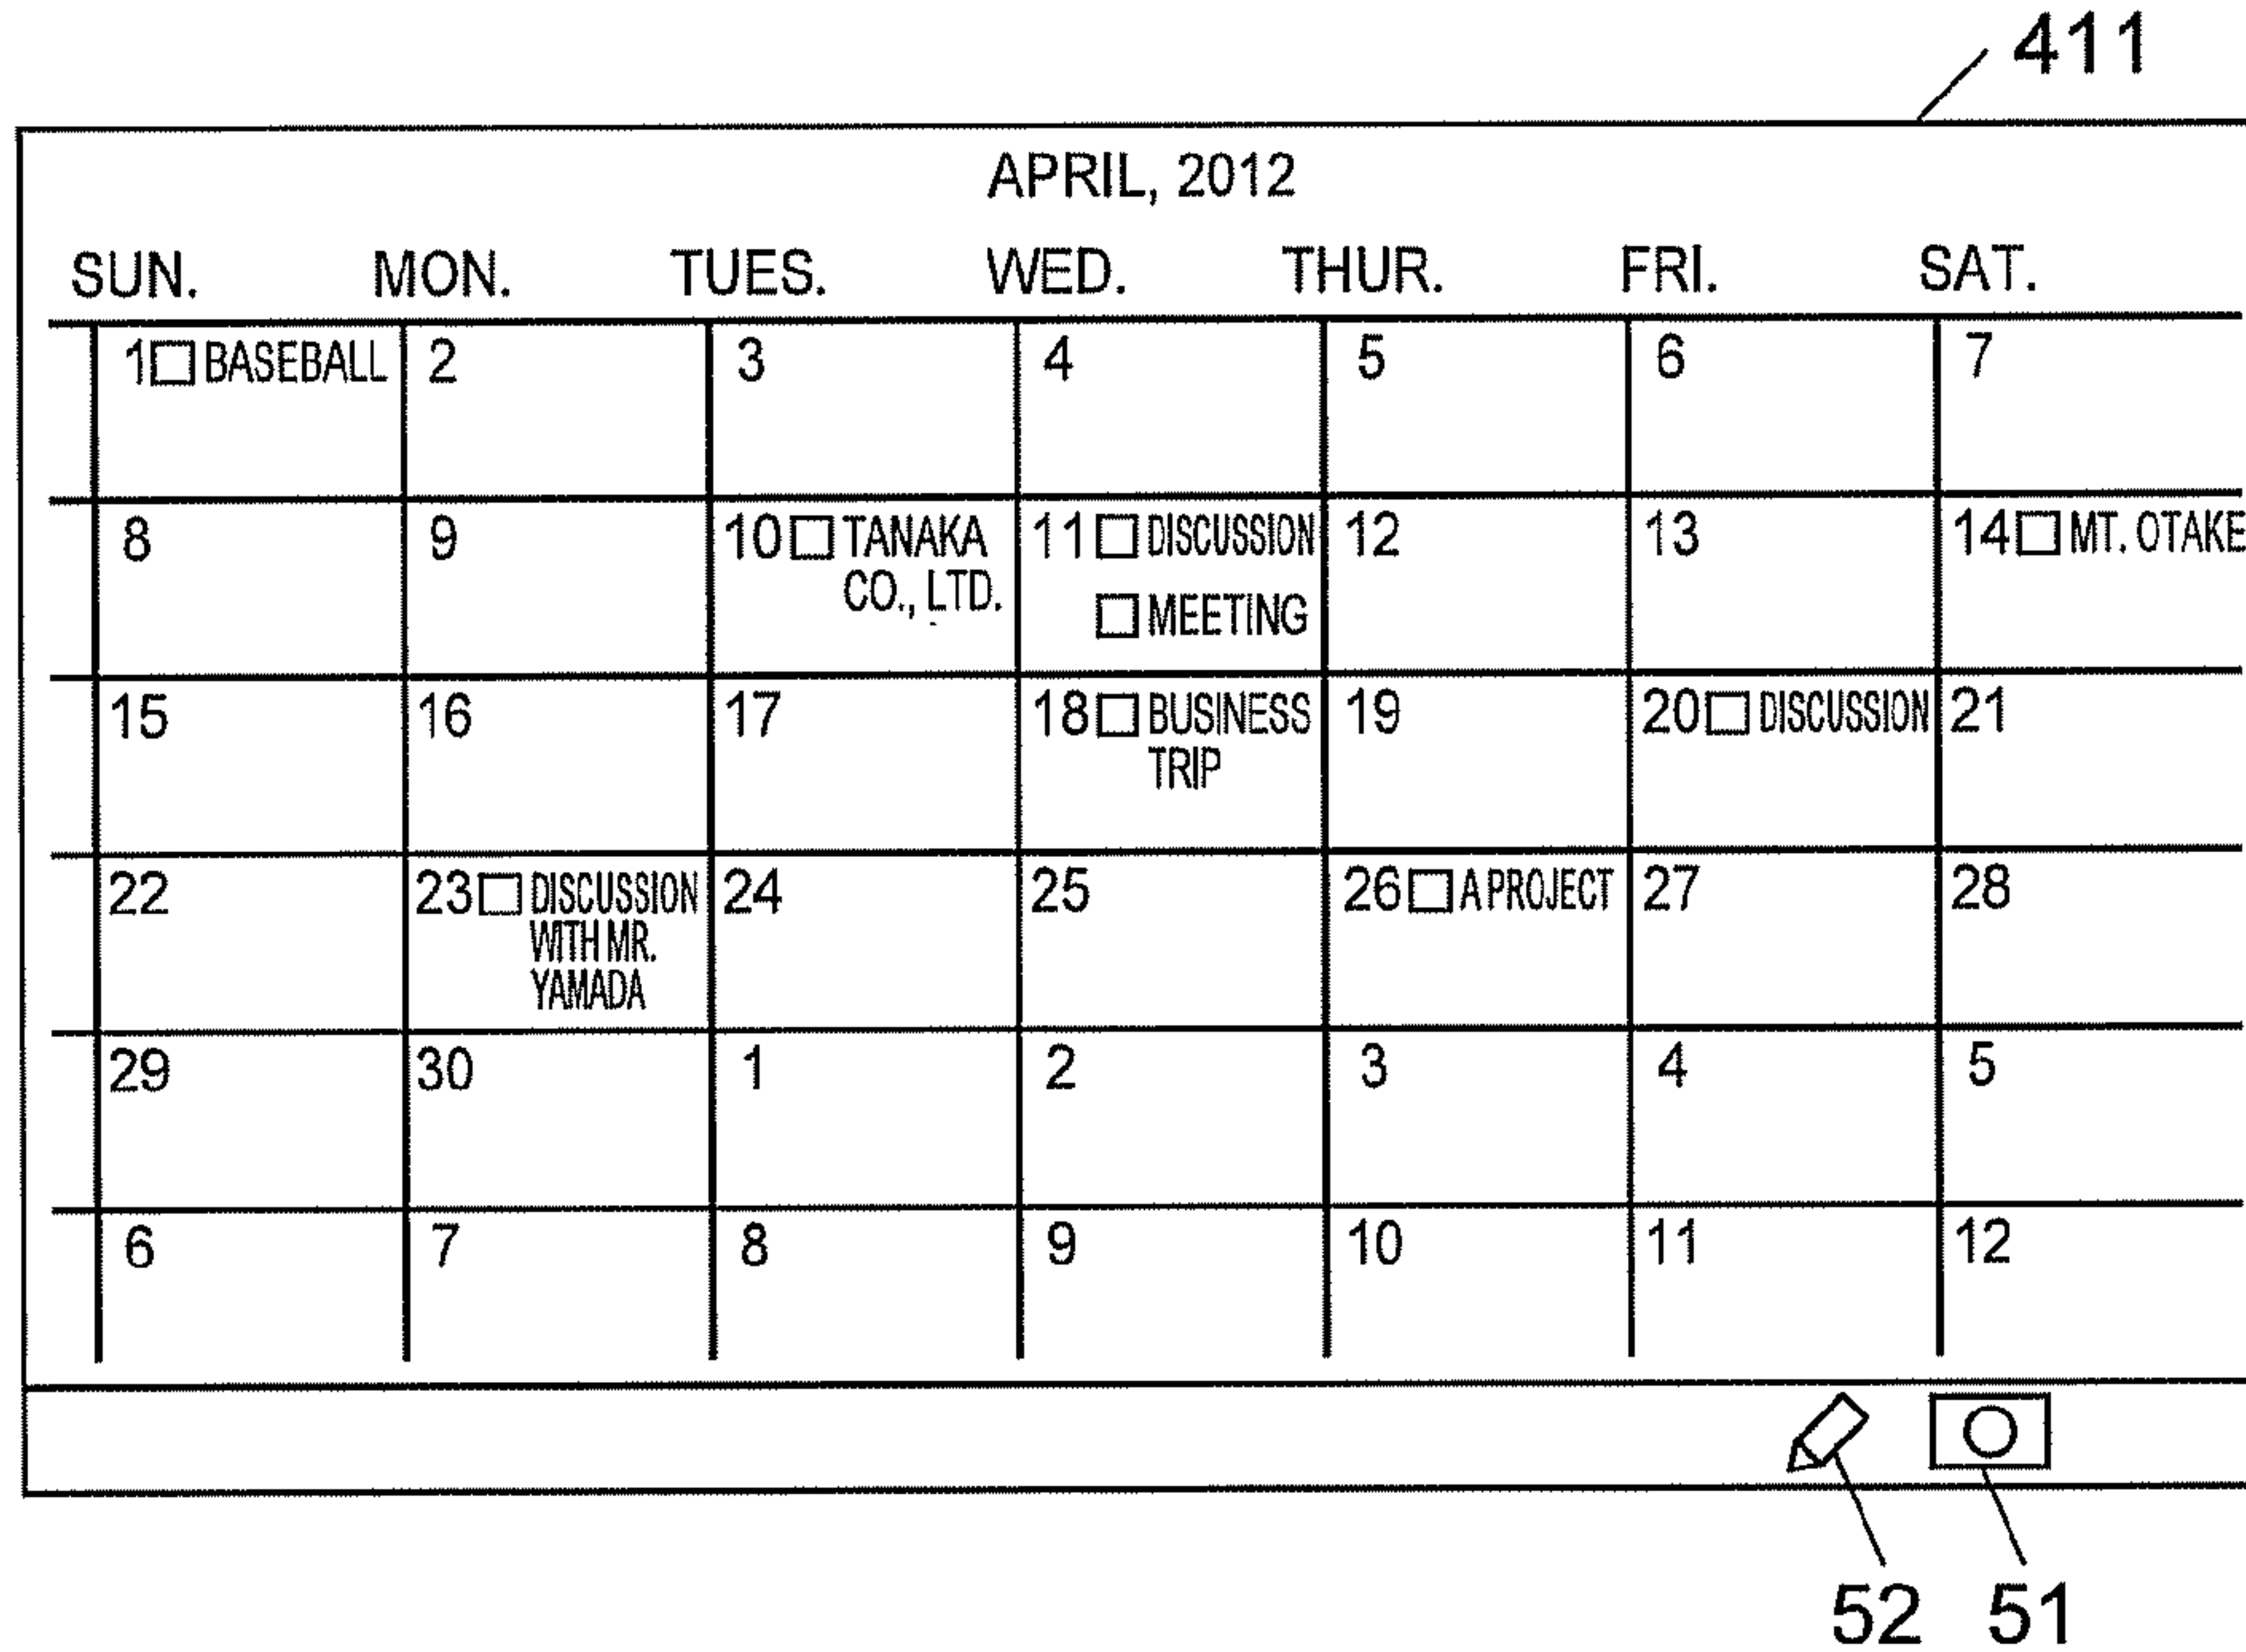 411
APRIL, 2012
SUN. MON. TUES. WED. THUR. FRI. SAT.
1 BASEBALL 2 3 4 5 6 7
8 9 10 TANAKA 11 DISCUSSION 12 13 14 MT. OTAKE
CO., LTD. MEETING
15 16 17 18 BUSINESS 19 20 DISCUSSION 21
TRIP
22 23 DISCUSSION 24 25 26 A PROJECT 27 28
WITH MR.
YAMADA
29 30 1 2 3 4 5
6 7 8 9 10 11 12
52 51